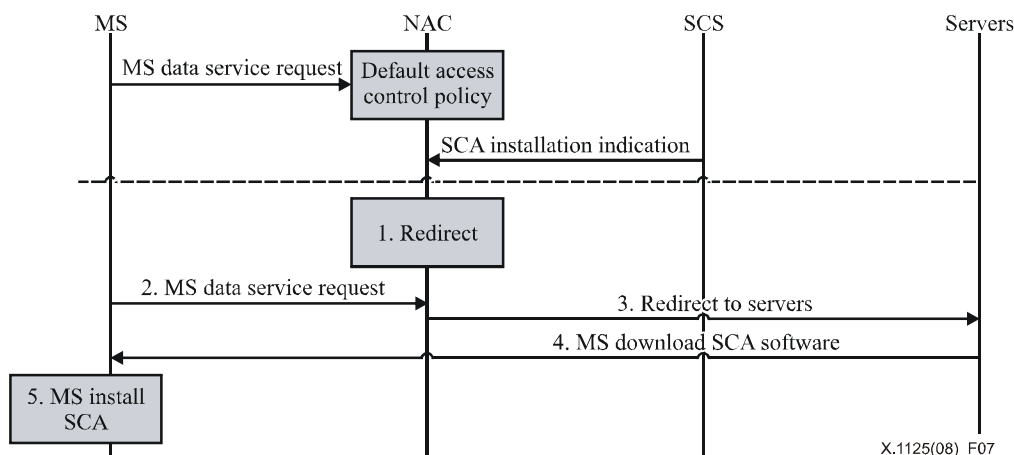 MS
NAC
SCS
Servers
MS data service request
Default access
control policy
SCA installation indication
1. Redirect
2. MS data service request
3. Redirect to servers
4. MS download SCA software
5. MS install
SCA
X.1125(08)_F07